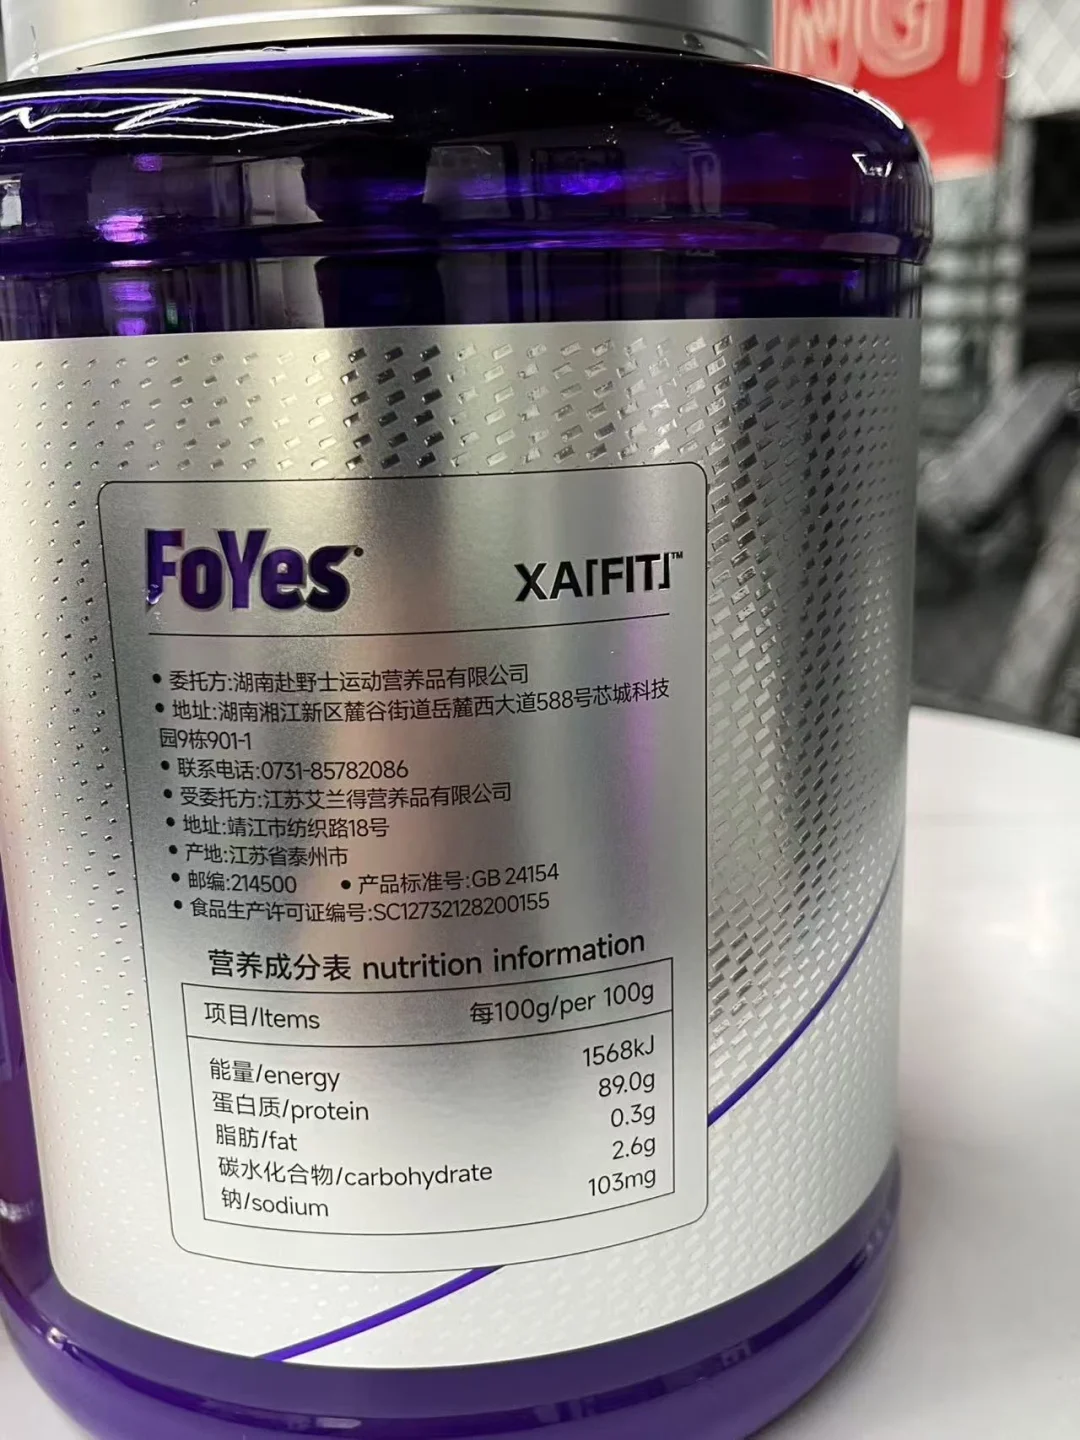 FoYes
XA「FIT」™
• 委托方:湖南赴野士运动营养品有限公司
• 地址:湖南湘江新区麓谷街道岳麓西大道588号芯城科技
园9栋901-1
• 联系电话:0731-85782086
• 受委托方:江苏艾兰得营养品有限公司
• 地址:靖江市纺织路18号
• 产地:江苏省泰州市
• 邮编:214500 • 产品标准号:GB 24154
• 食品生产许可证编号:SC12732128200155
营养成分表 nutrition information
项目/Items 每100g/per 100g
能量/energy 1568kJ
蛋白质/protein 89.0g
脂肪/fat 0.3g
碳水化合物/carbohydrate 2.6g
钠/sodium 103mg